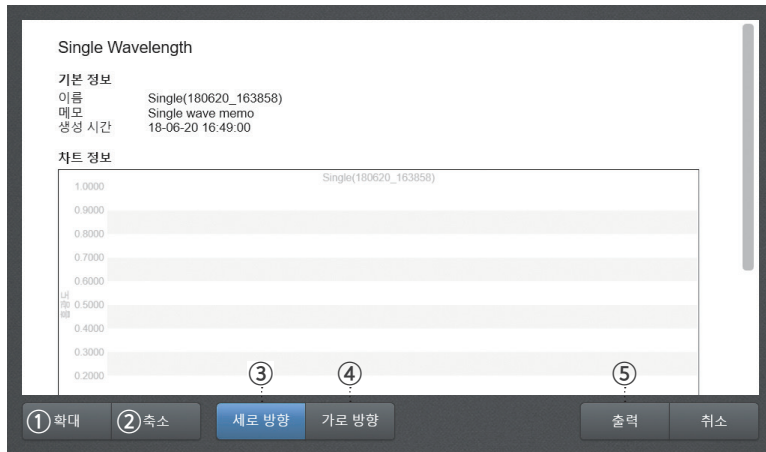 Single Wavelength
기본 정보
이름 Single(180620_163858)
메모 Single wave memo
생성 시간 18-06-20 16:49:00
차트 정보
Single(180620_163858)
1.0000
0.9000
0.8000
0.7000
0.6000
흡광도
0.5000
0.4000
0.3000
0.2000
③ ④ ⑤
① 확대 ② 축소 세로 방향 가로 방향 출력 취소